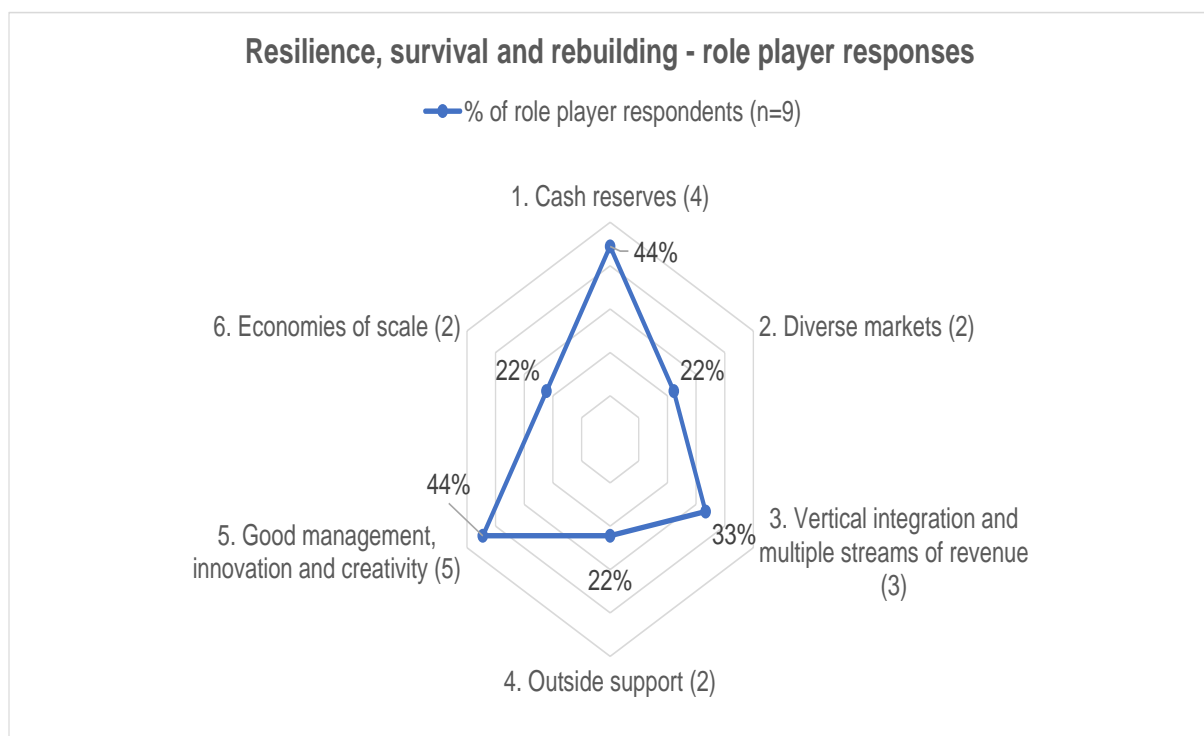 Resilience, survival and rebuilding - role player responses
% of role player respondents (n=9)
1. Cash reserves (4)
44%
6. Economies of scale (2)
2. Diverse markets (2)
22%
22%
44%
5. Good management,
innovation and creativity (5)
33%
3. Vertical integration and
multiple streams of revenue
(3)
22%
4. Outside support (2)